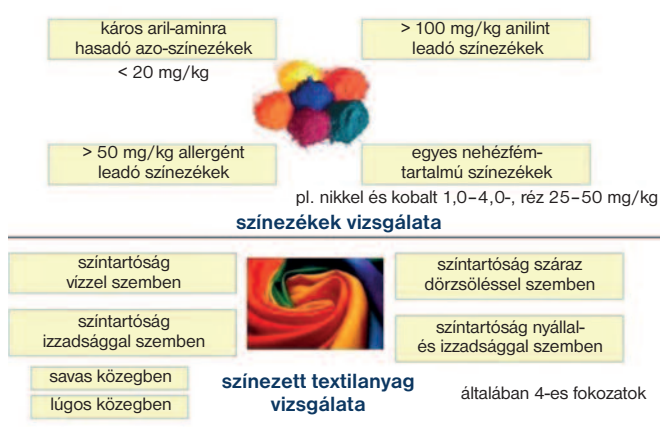 káros aril-aminra
hasadó azo-színezékek
< 20 mg/kg
> 100 mg/kg anilint
leadó színezékek
> 50 mg/kg allergént
leadó színezékek
egyes nehézfém-
tartalmú színezékek
pl. nikkel és kobalt 1,0–4,0-, réz 25–50 mg/kg
színezékek vizsgálata
színtartóság
vízzel szemben
színtartóság száraz
dörzsöléssel szemben
színtartóság
izzadsággal szemben
színtartóság nyállal-
és izzadsággal szemben
savas közegben
lúgos közegben
színezett textilanyag
vizsgálata
általában 4-es fokozatok